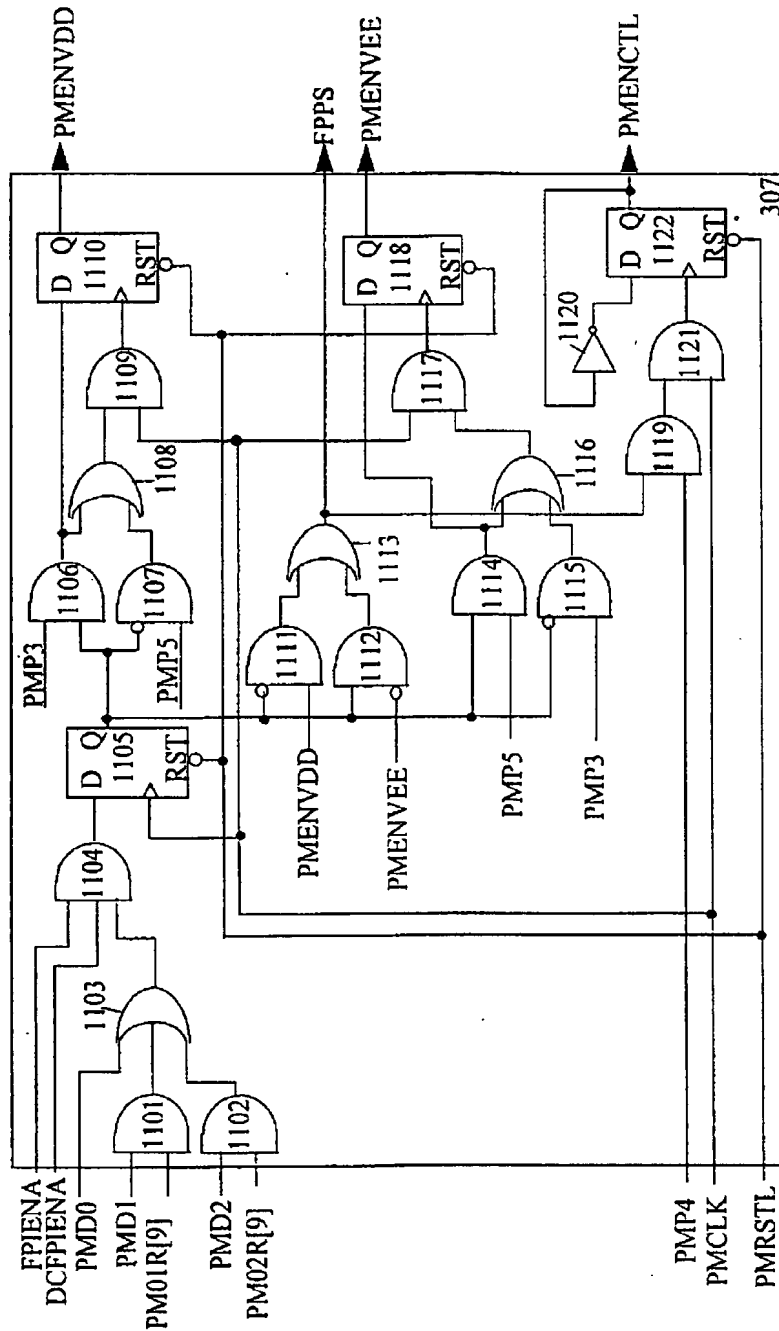 FPIENA
DCFPIENA
PMD0
PMD1
PM01R[9]
PMD2
PM02R[9]
PMP4
PMCLK
PMRSTL
1101
1102
1103
1104
D Q
1105
RST
PMP3
1106
1107
PMP5
1108
1109
D Q
1110
RST
PMENVDD
1111
1112
PMENVDD
PMENVEE
1113
FPPS
1114
1115
PMP5
PMP3
1116
1117
D Q
1118
RST
PMENVEE
1119
1120
1121
D Q
1122
RST
PMENCTL
307